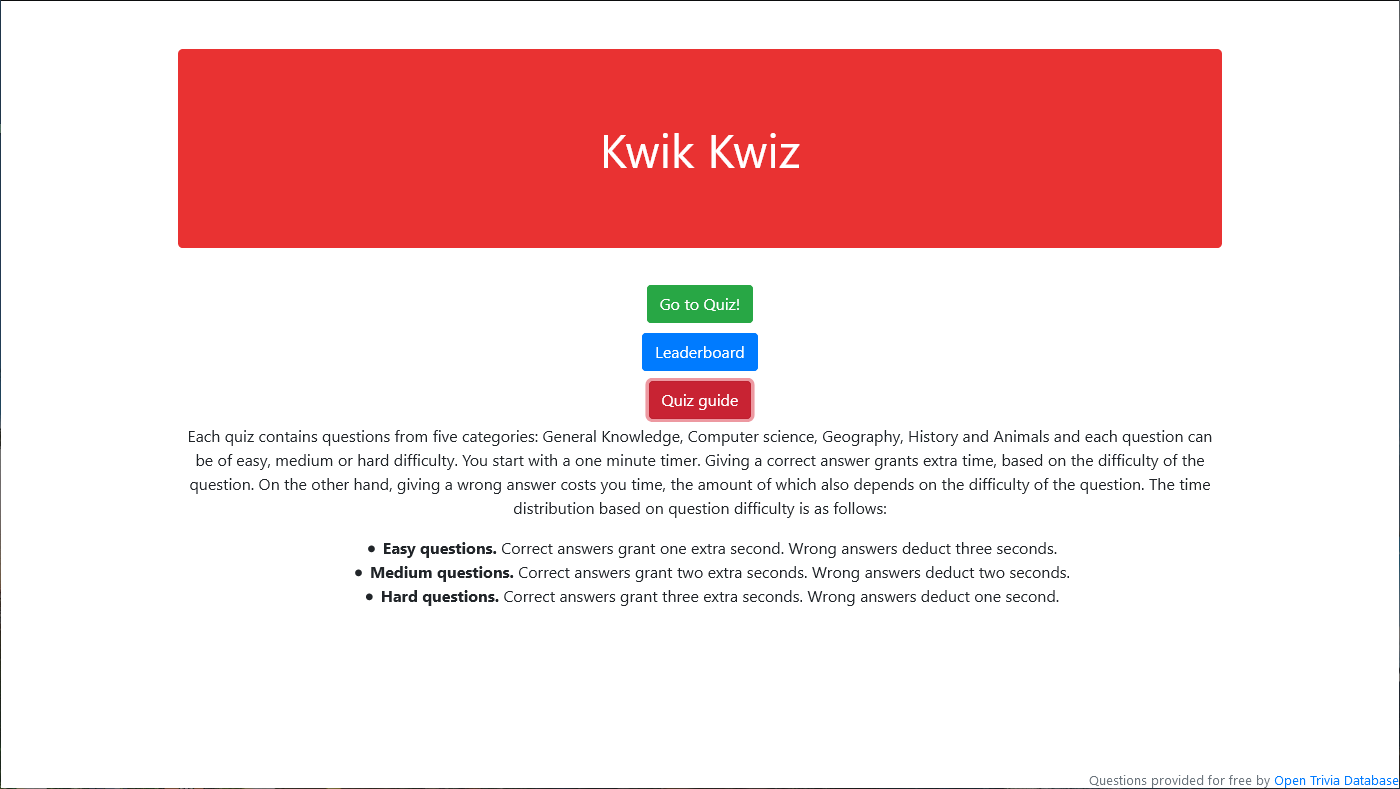 Kwik Kwiz
Go to Quiz!
Leaderboard
Quiz guide
Each quiz contains questions from five categories: General Knowledge, Computer science, Geography, History and Animals and each question can
be of easy, medium or hard difficulty. You start with a one minute timer. Giving a correct answer grants extra time, based on the difficulty of the
question. On the other hand, giving a wrong answer costs you time, the amount of which also depends on the difficulty of the question. The time
distribution based on question difficulty is as follows:
• Easy questions. Correct answers grant one extra second. Wrong answers deduct three seconds.
• Medium questions. Correct answers grant two extra seconds. Wrong answers deduct two seconds.
• Hard questions. Correct answers grant three extra seconds. Wrong answers deduct one second.
Questions provided for free by Open Trivia Database